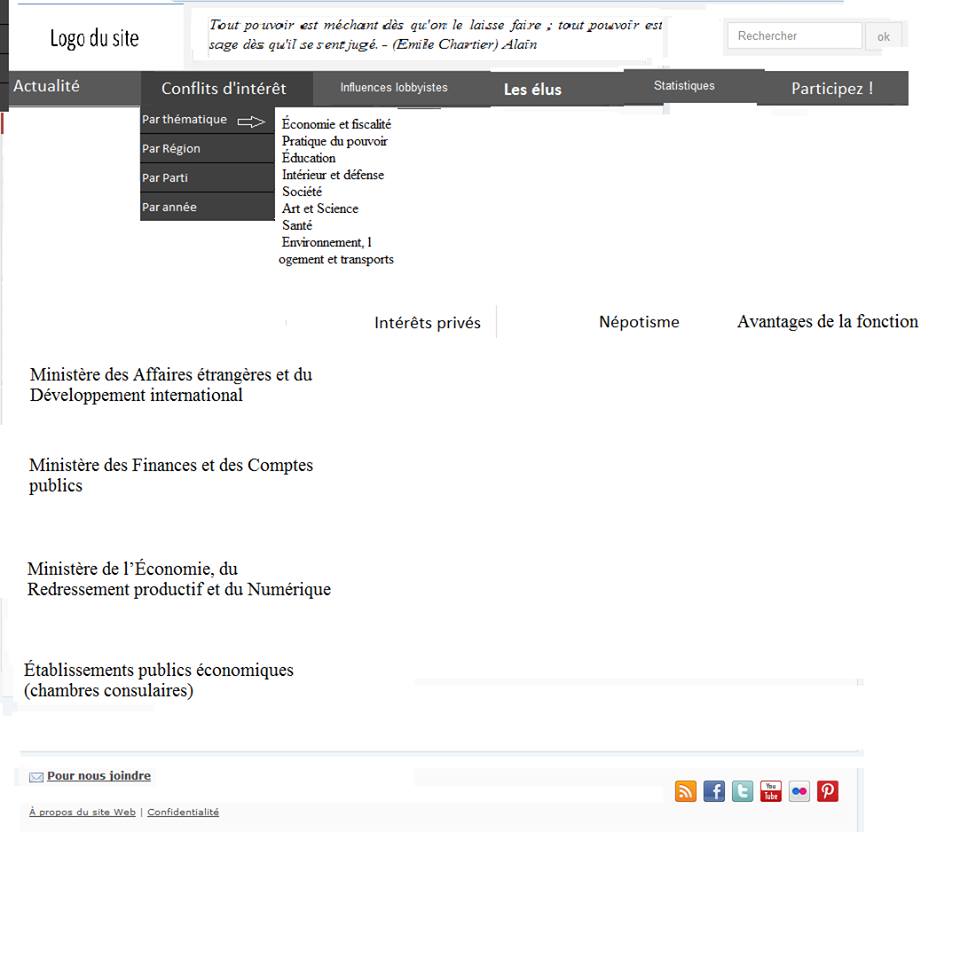 Logo du site
Tout pouvoir est méchant dès qu'on le laisse faire ; tout pouvoir est
sage dès qu'il se sent jugé. - (Emile Chartier) Alain
Rechercher
ok
Actualité
Conflits d'intérêt
Influences lobbyistes
Les élus
Statistiques
Participez !
Par thématique
Par Région
Par Parti
Par année
Économie et fiscalité
Pratique du pouvoir
Éducation
Intérieur et défense
Société
Art et Science
Santé
Environnement, l
ogement et transports
Intérêts privés
Népotisme
Avantages de la fonction
Ministère des Affaires étrangères et du
Développement international
Ministère des Finances et des Comptes
publics
Ministère de l’Économie, du
Redressement productif et du Numérique
Établissements publics économiques
(chambres consulaires)
Pour nous joindre
You
Tube
À propos du site Web | Confidentialité